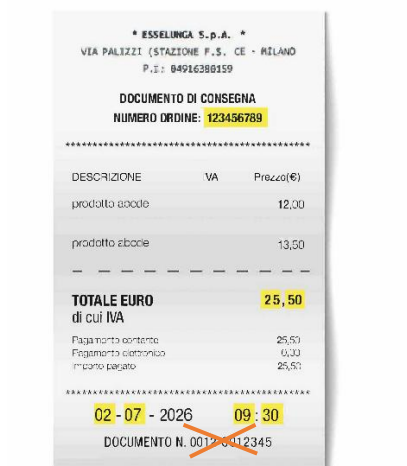 * ESSELUNGA S.p.A. *
VIA PALIZZI (STAZIONE F.S. CE - MILANO
P.I: 04916380159
DOCUMENTO DI CONSEGNA
NUMERO ORDINE: 123456789
************************************************
DESCRIZIONE VA Prezzo(€)
prodotto abcde 12,00
prodotto abcde 13,50
TOTALE EURO 25,50
di cui IVA
Pagamento contante 25,50
Pagamento elettronico 0,00
Importo pagato 25,50
************************************************
02 - 07 - 2026 09 : 30
DOCUMENTO N. 0012-0012345